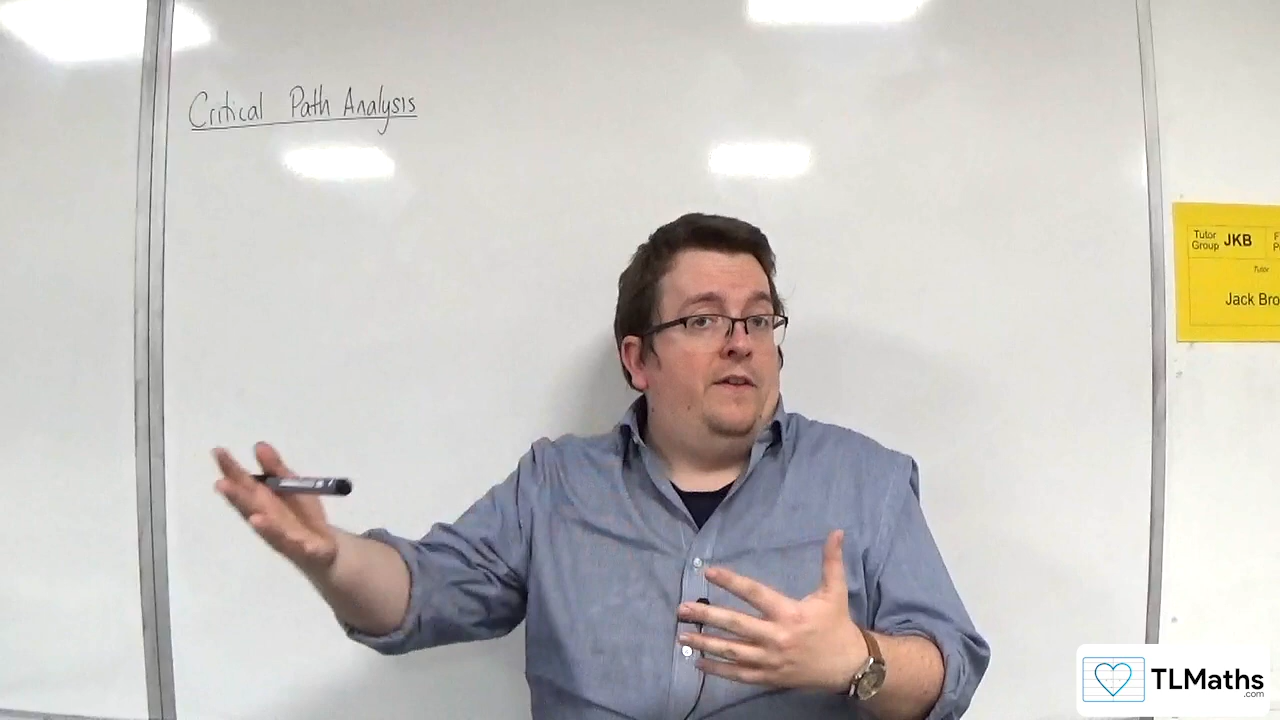 Critical Path Analysis
Tutor Group JKB
Tutor
Jack Bro
TLMaths
.com